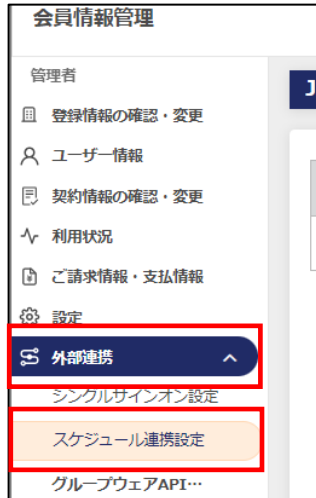 会員情報管理
管理者
J
登録情報の確認・変更
ユーザー情報
契約情報の確認・変更
利用状況
ご請求情報・支払情報
設定
外部連携
シングルサインオン設定
スケジュール連携設定
グループウェアAPI…